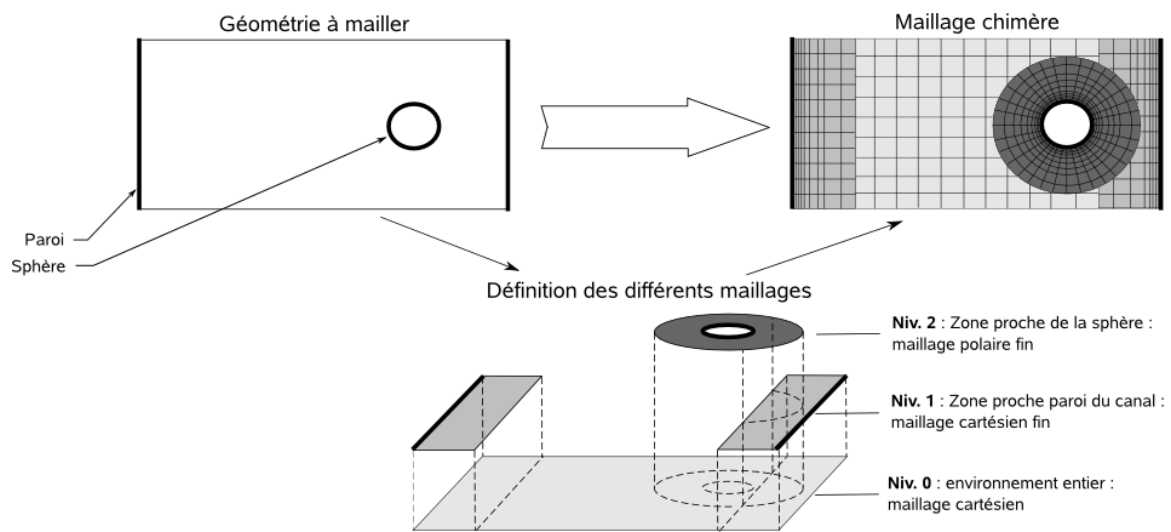 Géométrie à mailler
Maillage chimère
Paroi
Sphère
Définition des différents maillages
Niv. 2 : Zone proche de la sphère :
maillage polaire fin
Niv. 1 : Zone proche paroi du canal :
maillage cartésien fin
Niv. 0 : environnement entier :
maillage cartésien